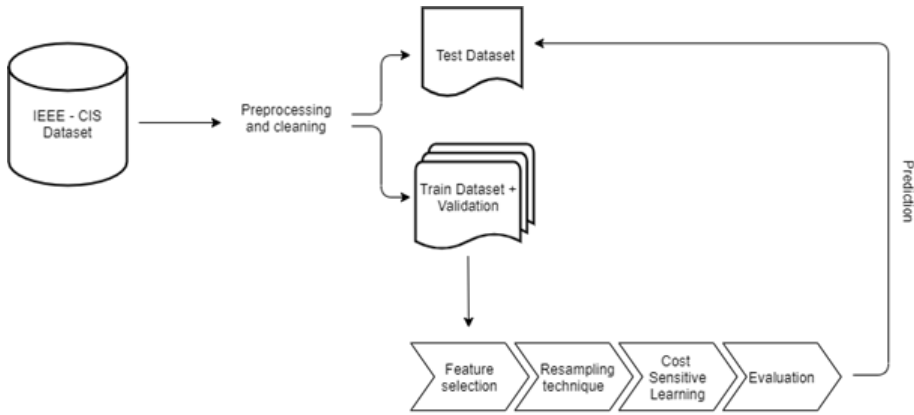 IEEE - CIS
Dataset
Preprocessing
and cleaning
Test Dataset
Train Dataset +
Validation
Feature
selection
Resampling
technique
Cost
Sensitive
Learning
Evaluation
Prediction